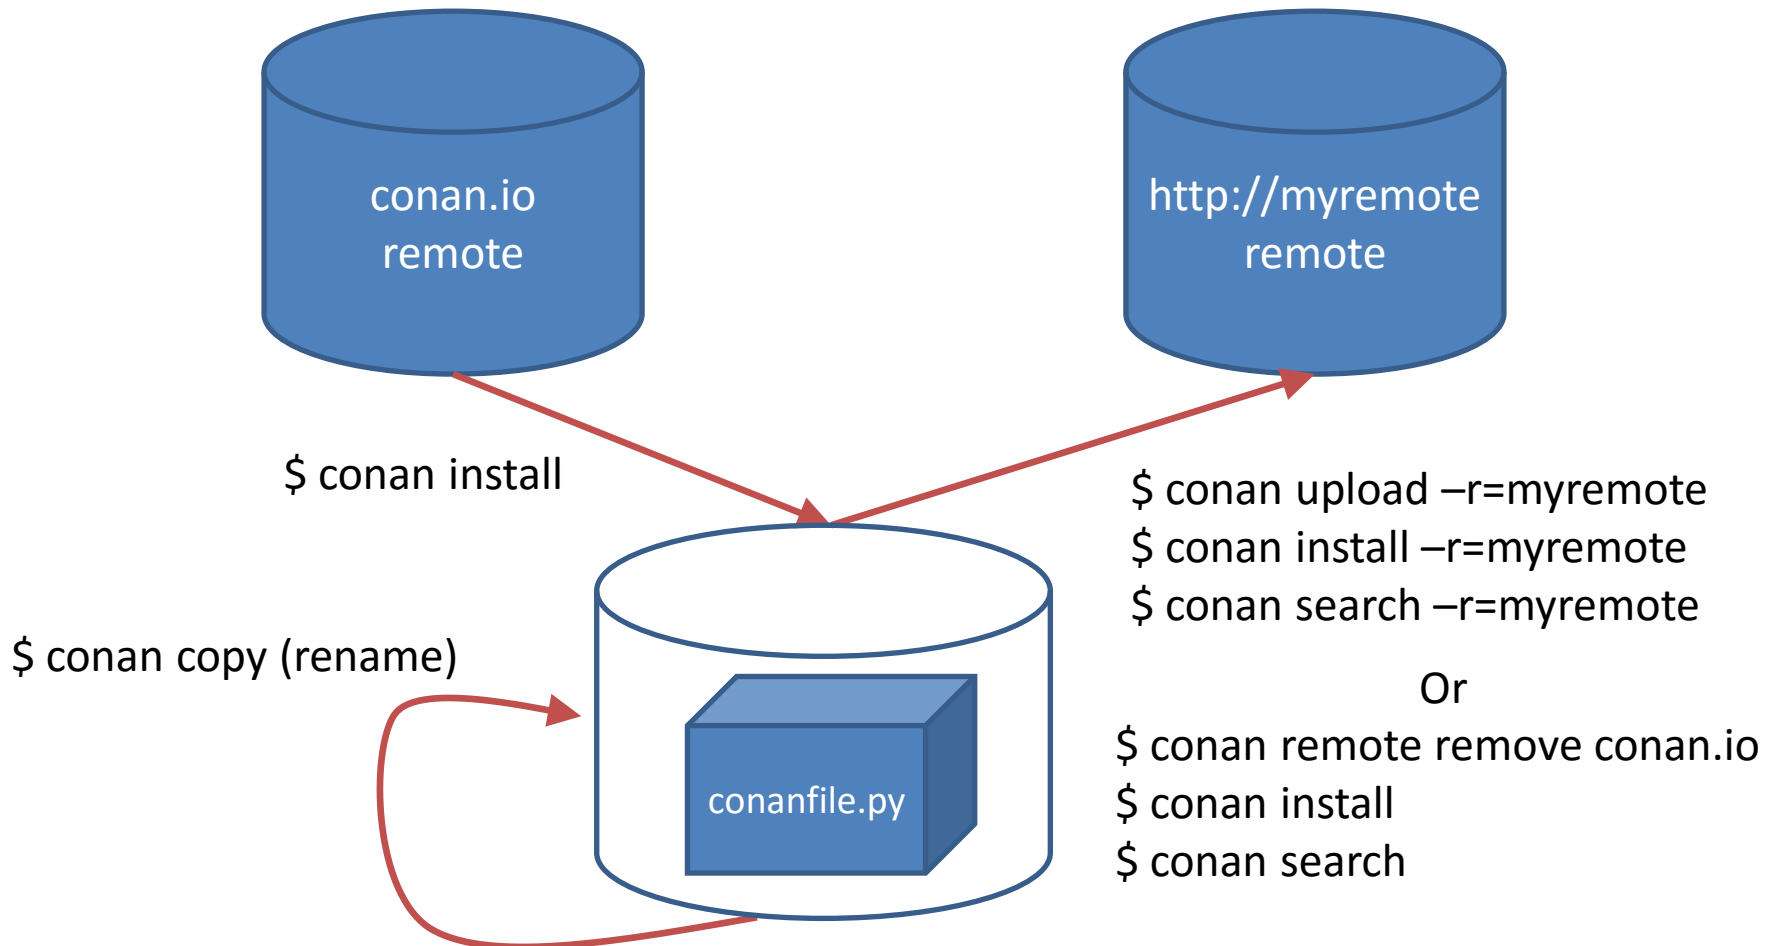 conan.io
remote
http://myremote
remote
$ conan install
$ conan upload –r=myremote
$ conan install –r=myremote
$ conan search –r=myremote
$ conan copy (rename)
Or
$ conan remote remove conan.io
$ conan install
$ conan search
conanfile.py